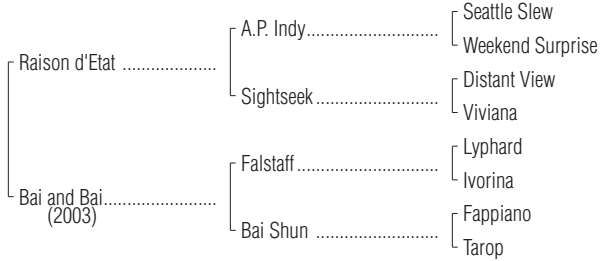 Seattle Slew
A.P. Indy
Weekend Surprise
Raison d'Etat
Distant View
Sightseek
Viviana
Lyphard
Falstaff
Ivorina
Bai and Bai
(2003)
Fappiano
Bai Shun
Tarop